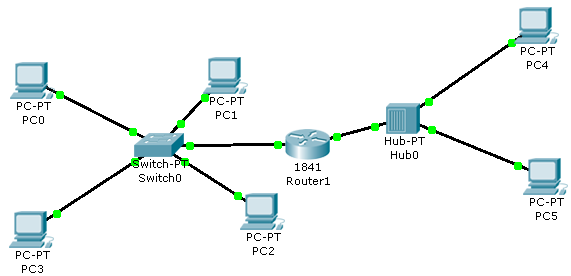 PC-PT
PC4
PC-PT
PC0
PC-PT
PC1
Switch-PT
Switch0
1841
Router1
Hub-PT
Hub0
PC-PT
PC5
PC-PT
PC2
PC-PT
PC3